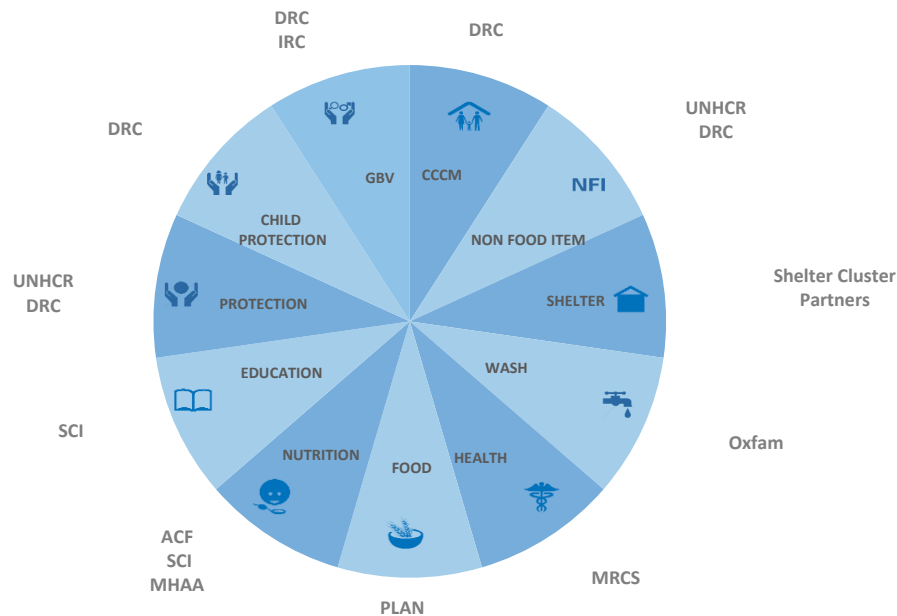 DRC
IRC
DRC
UNHCR
DRC
DRC
NFI
GBV
CCCM
CHILD
PROTECTION
NON FOOD ITEM
UNHCR
DRC
PROTECTION
SHELTER
Shelter Cluster
Partners
EDUCATION
WASH
SCI
Oxfam
NUTRITION
FOOD
HEALTH
ACF
SCI
MHAA
MRCS
PLAN